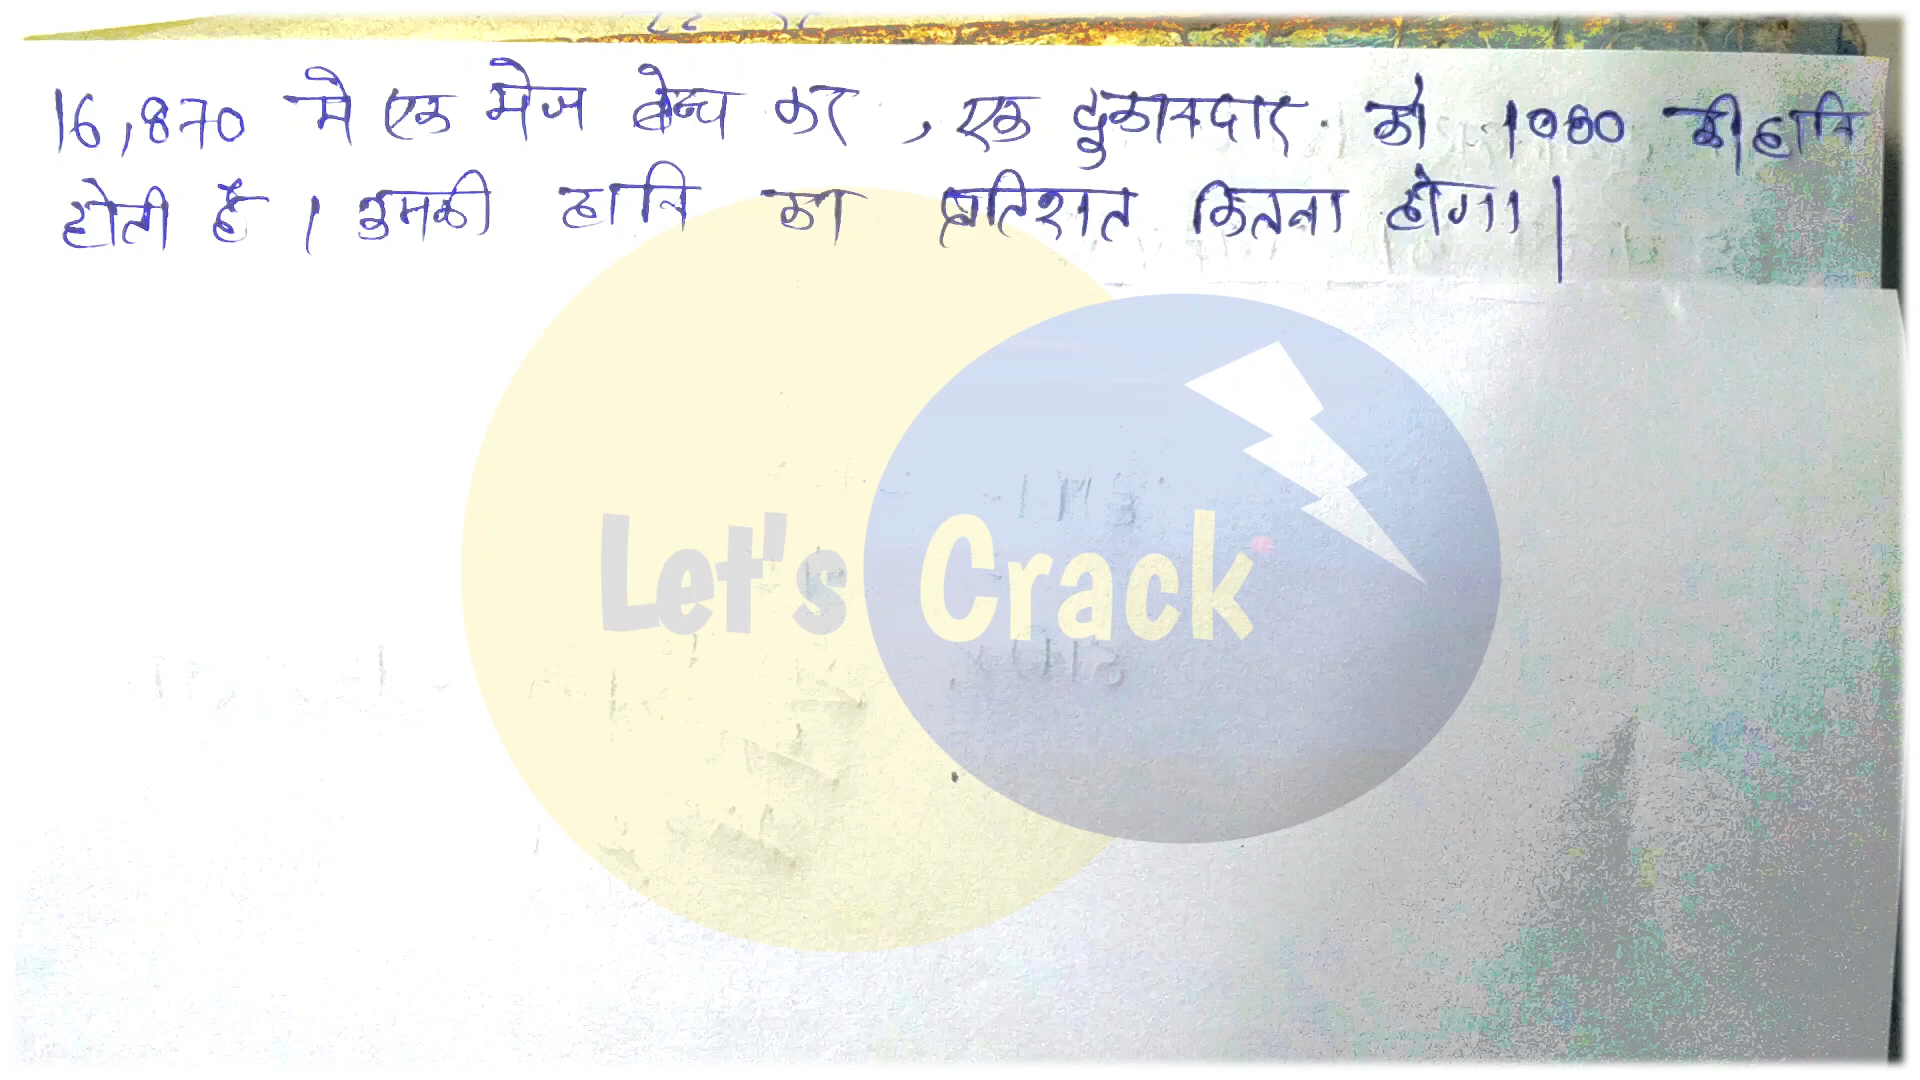 16,870 मे एक मेज बेन्च कर , एक दुकानदार को 1080 की हानि
होती है । इसकी हानि का प्रतिशत कितना होगा|
Let's Crack